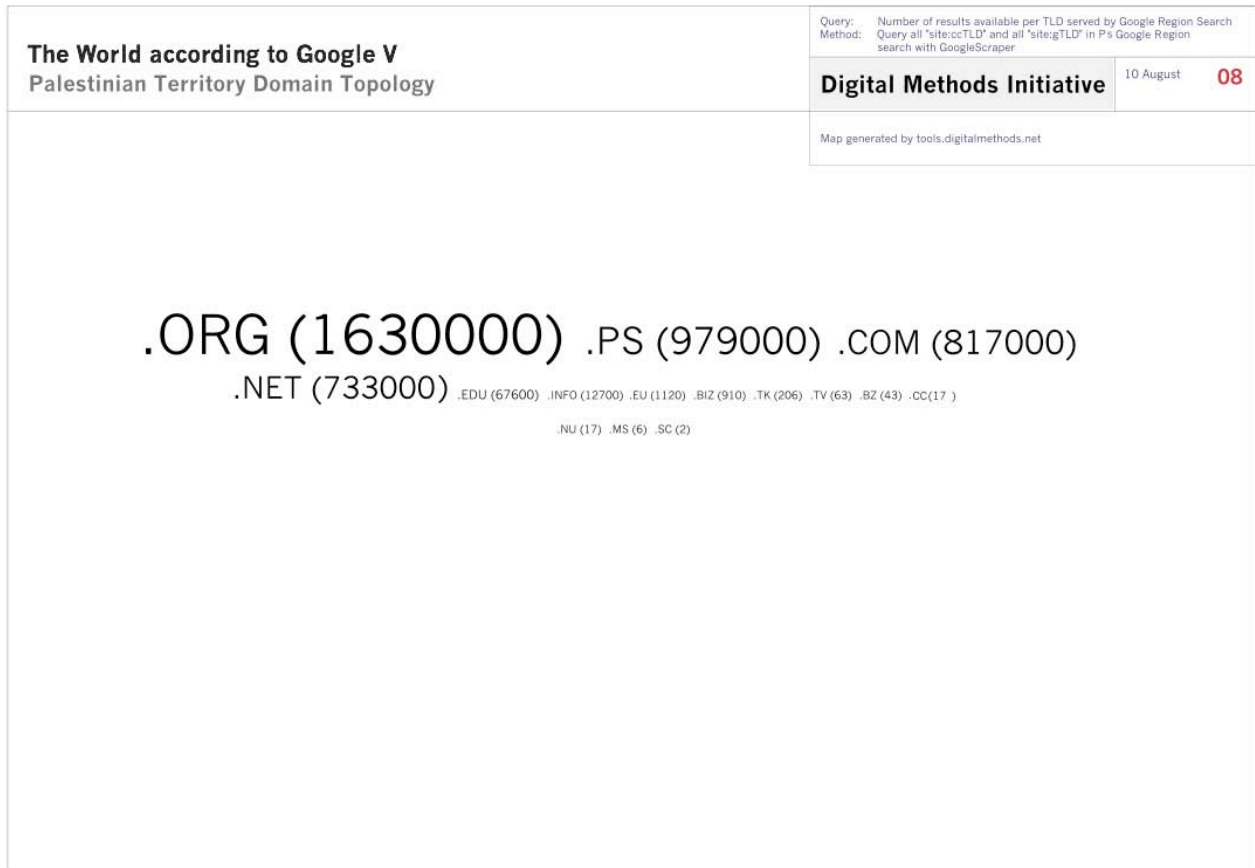 The World according to Google V
Palestinian Territory Domain Topology
Query: Number of results available per TLD served by Google Region Search
Method: Query all "site:ccTLD" and all "site:gTLD" in Ps Google Region
search with GoogleScraper
Digital Methods Initiative
10 August 08
Map generated by tools.digitalmethods.net
.ORG (1630000) .PS (979000) .COM (817000)
.NET (733000) .EDU (67600) .INFO (12700) .EU (1120) .BIZ (910) .TK (206) .TV (63) .BZ (43) .CC(17 )
.NU (17) .MS (6) .SC (2)